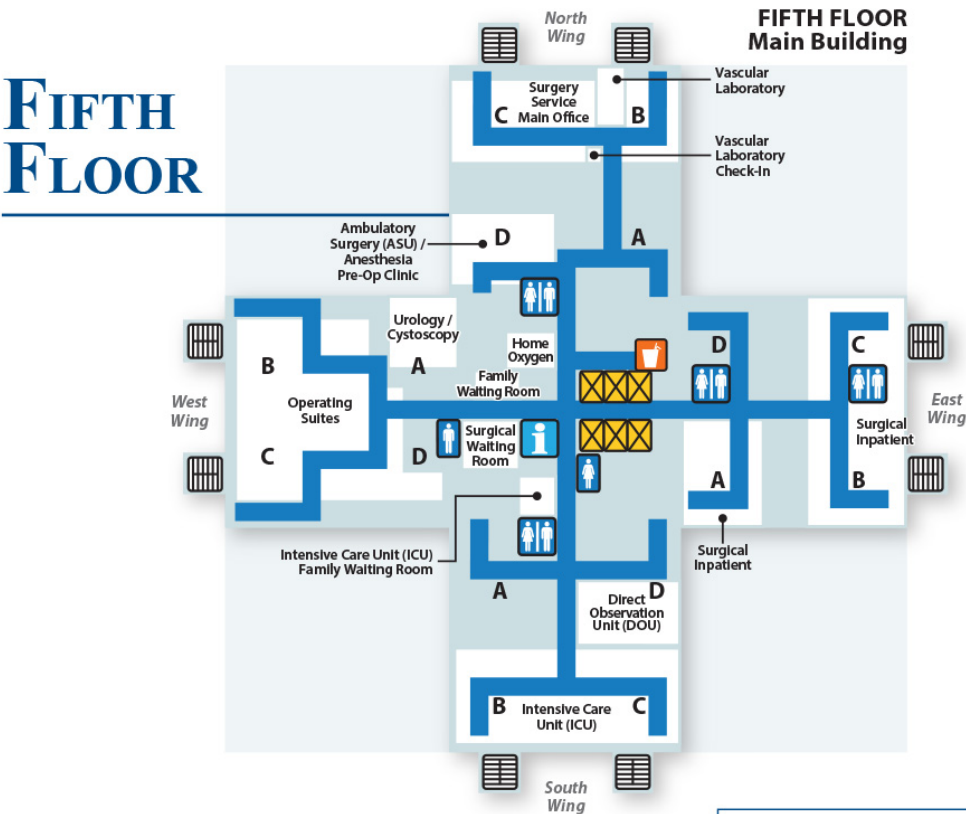 FIFTH
FLOOR
North
Wing
FIFTH FLOOR
Main Building
Vascular
Laboratory
Surgery
Service
Main Office
C
B
Vascular
Laboratory
Check-In
Ambulatory
Surgery (ASU) /
Anesthesia
Pre-Op Clinic
D
A
Urology /
Cystoscopy
Home
Oxygen
Family
Waiting Room
B
A
D
C
West
Wing
Operating
Suites
East
Wing
Surgical
Inpatient
C
D
Surgical
Waiting
Room
i
A
B
Intensive Care Unit (ICU)
Family Waiting Room
Surgical
Inpatient
A
D
Direct
Observation
Unit (DOU)
B
Intensive Care
Unit (ICU)
C
South
Wing